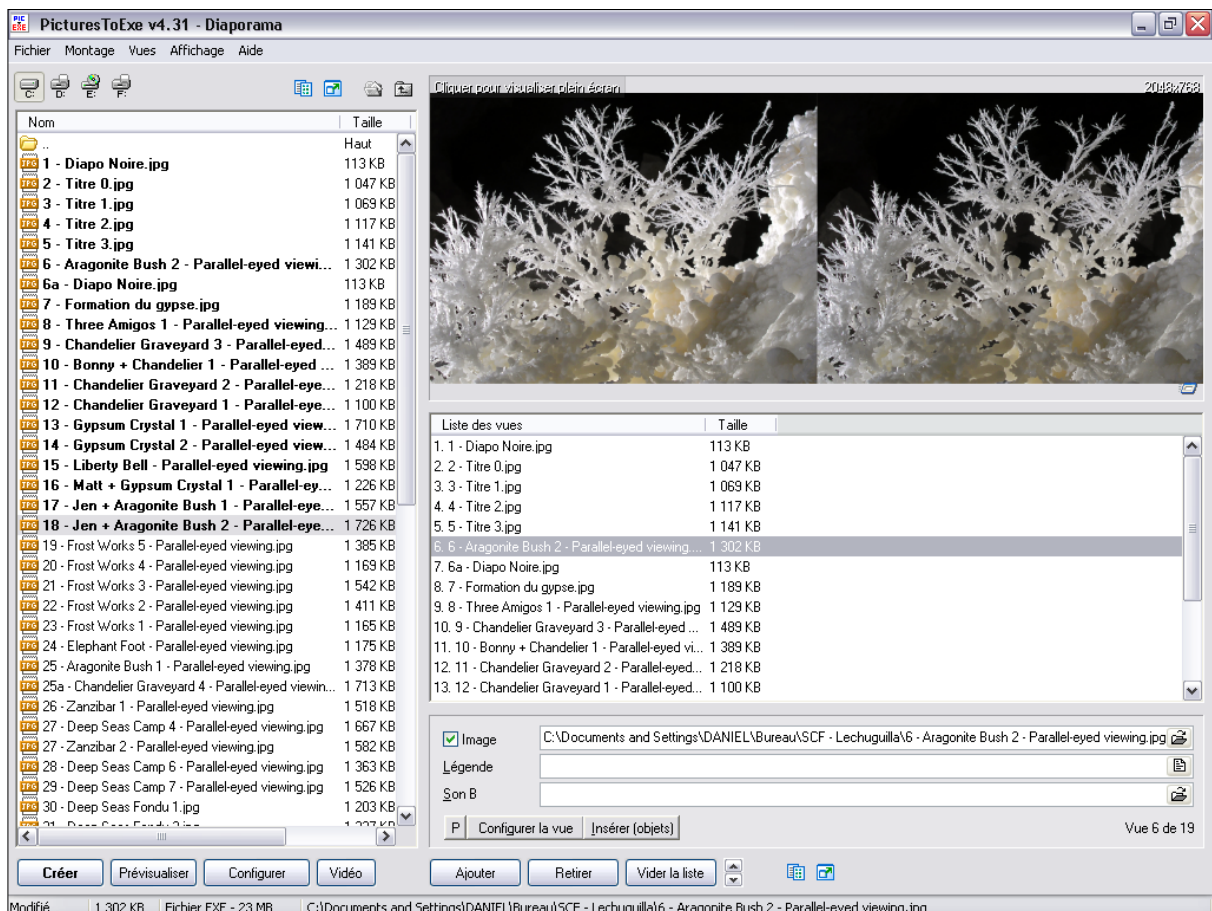 PicturesToExe v4.31 - Diaporama
Fichier Montage Vues Affichage Aide
C: D: E: F:
Nom Taille
.. Haut
1 - Diapo Noire.jpg 113 KB
2 - Titre 0.jpg 1 047 KB
3 - Titre 1.jpg 1 069 KB
4 - Titre 2.jpg 1 117 KB
5 - Titre 3.jpg 1 141 KB
6 - Aragonite Bush 2 - Parallel-eyed viewi... 1 302 KB
6a - Diapo Noire.jpg 113 KB
7 - Formation du gypse.jpg 1 189 KB
8 - Three Amigos 1 - Parallel-eyed viewing... 1 129 KB
9 - Chandelier Graveyard 3 - Parallel-eyed... 1 489 KB
10 - Bonny + Chandelier 1 - Parallel-eyed ... 1 389 KB
11 - Chandelier Graveyard 2 - Parallel-eye... 1 218 KB
12 - Chandelier Graveyard 1 - Parallel-eye... 1 100 KB
13 - Gypsum Crystal 1 - Parallel-eyed view... 1 710 KB
14 - Gypsum Crystal 2 - Parallel-eyed view... 1 484 KB
15 - Liberty Bell - Parallel-eyed viewing.jpg 1 598 KB
16 - Matt + Gypsum Crystal 1 - Parallel-ey... 1 226 KB
17 - Jen + Aragonite Bush 1 - Parallel-eye... 1 557 KB
18 - Jen + Aragonite Bush 2 - Parallel-eye... 1 726 KB
19 - Frost Works 5 - Parallel-eyed viewing.jpg 1 385 KB
20 - Frost Works 4 - Parallel-eyed viewing.jpg 1 169 KB
21 - Frost Works 3 - Parallel-eyed viewing.jpg 1 542 KB
22 - Frost Works 2 - Parallel-eyed viewing.jpg 1 411 KB
23 - Frost Works 1 - Parallel-eyed viewing.jpg 1 165 KB
24 - Elephant Foot - Parallel-eyed viewing.jpg 1 175 KB
25 - Aragonite Bush 1 - Parallel-eyed viewing.jpg 1 378 KB
25a - Chandelier Graveyard 4 - Parallel-eyed viewin... 1 713 KB
26 - Zanzibar 1 - Parallel-eyed viewing.jpg 1 518 KB
27 - Deep Seas Camp 4 - Parallel-eyed viewing.jpg 1 667 KB
27 - Zanzibar 2 - Parallel-eyed viewing.jpg 1 582 KB
28 - Deep Seas Camp 6 - Parallel-eyed viewing.jpg 1 363 KB
29 - Deep Seas Camp 7 - Parallel-eyed viewing.jpg 1 526 KB
30 - Deep Seas Fondu 1.jpg 1 203 KB
Créer Prévisualiser Configurer Vidéo
Cliquer pour visualiser plein écran 2048x768
Liste des vues Taille
1. 1 - Diapo Noire.jpg 113 KB
2. 2 - Titre 0.jpg 1 047 KB
3. 3 - Titre 1.jpg 1 069 KB
4. 4 - Titre 2.jpg 1 117 KB
5. 5 - Titre 3.jpg 1 141 KB
6. 6 - Aragonite Bush 2 - Parallel-eyed viewing.... 1 302 KB
7. 6a - Diapo Noire.jpg 113 KB
8. 7 - Formation du gypse.jpg 1 189 KB
9. 8 - Three Amigos 1 - Parallel-eyed viewing.jpg 1 129 KB
10. 9 - Chandelier Graveyard 3 - Parallel-eyed ... 1 489 KB
11. 10 - Bonny + Chandelier 1 - Parallel-eyed vi... 1 389 KB
12. 11 - Chandelier Graveyard 2 - Parallel-eyed... 1 218 KB
13. 12 - Chandelier Graveyard 1 - Parallel-eyed... 1 100 KB
Image C:\Documents and Settings\DANIEL\Bureau\SCF - Lechuguilla\6 - Aragonite Bush 2 - Parallel-eyed viewing.jpg
Légende
Son B
P Configurer la vue Insérer (objets) Vue 6 de 19
Ajouter Retirer Vider la liste
Modifié 1 302 KB Fichier EXE - 23 MB C:\Documents and Settings\DANIEL\Bureau\SCF - Lechuguilla\6 - Aragonite Bush 2 - Parallel-eyed viewing.jpg